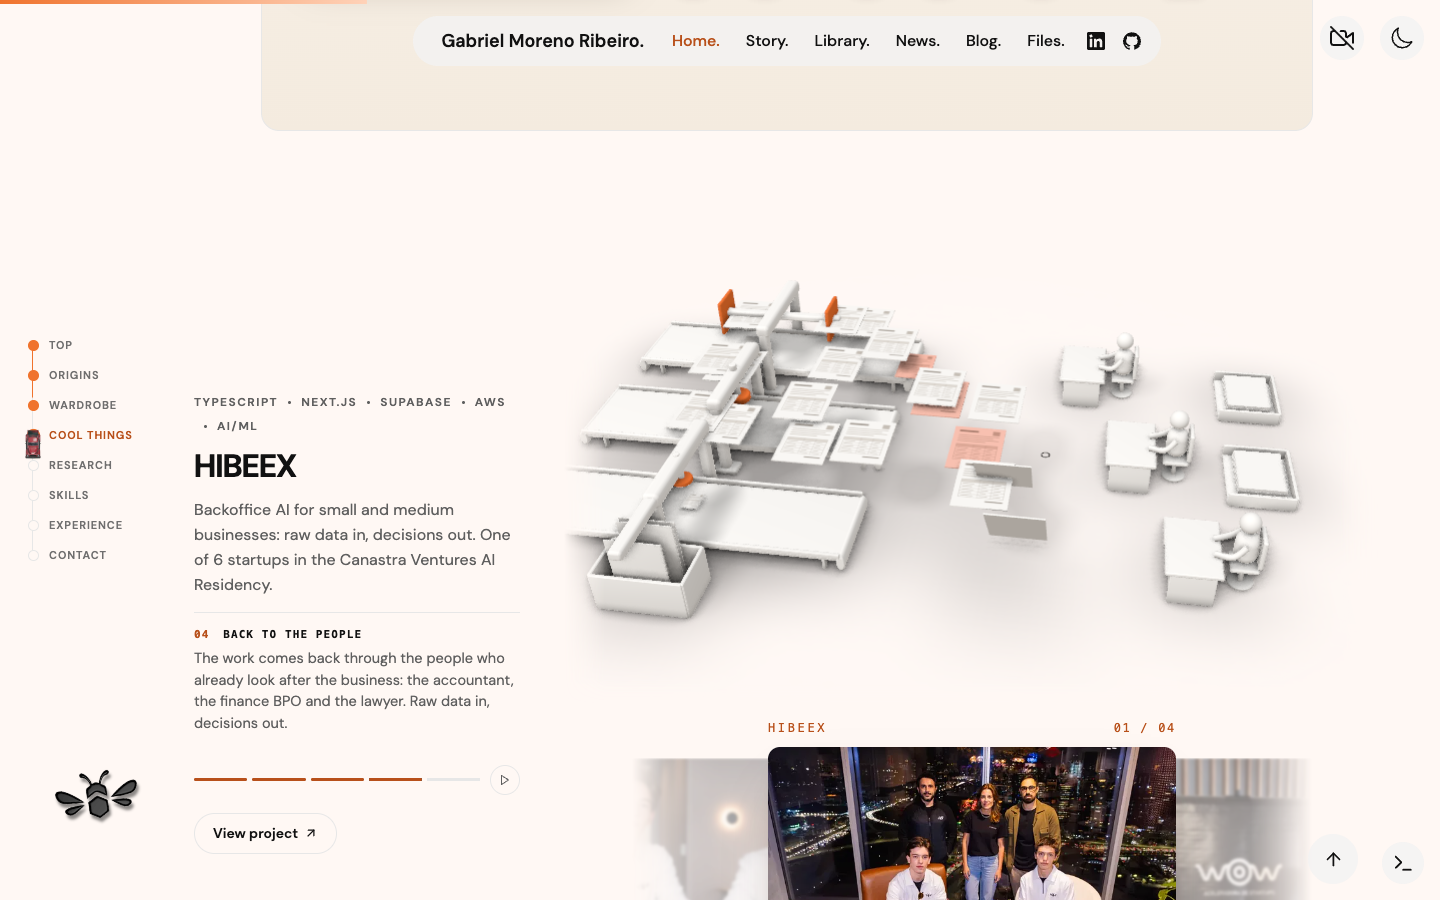 Gabriel Moreno Ribeiro. Home. Story. Library. News. Blog. Files.
TOP
ORIGINS
WARDROBE
COOL THINGS
RESEARCH
SKILLS
EXPERIENCE
CONTACT
TYPESCRIPT • NEXT.JS • SUPABASE • AWS
• AI/ML
HIBEEX
Backoffice AI for small and medium
businesses: raw data in, decisions out. One
of 6 startups in the Canastra Ventures AI
Residency.
04 BACK TO THE PEOPLE
The work comes back through the people who
already look after the business: the accountant,
the finance BPO and the lawyer. Raw data in,
decisions out.
View project
HIBEEX 01 / 04
WOW